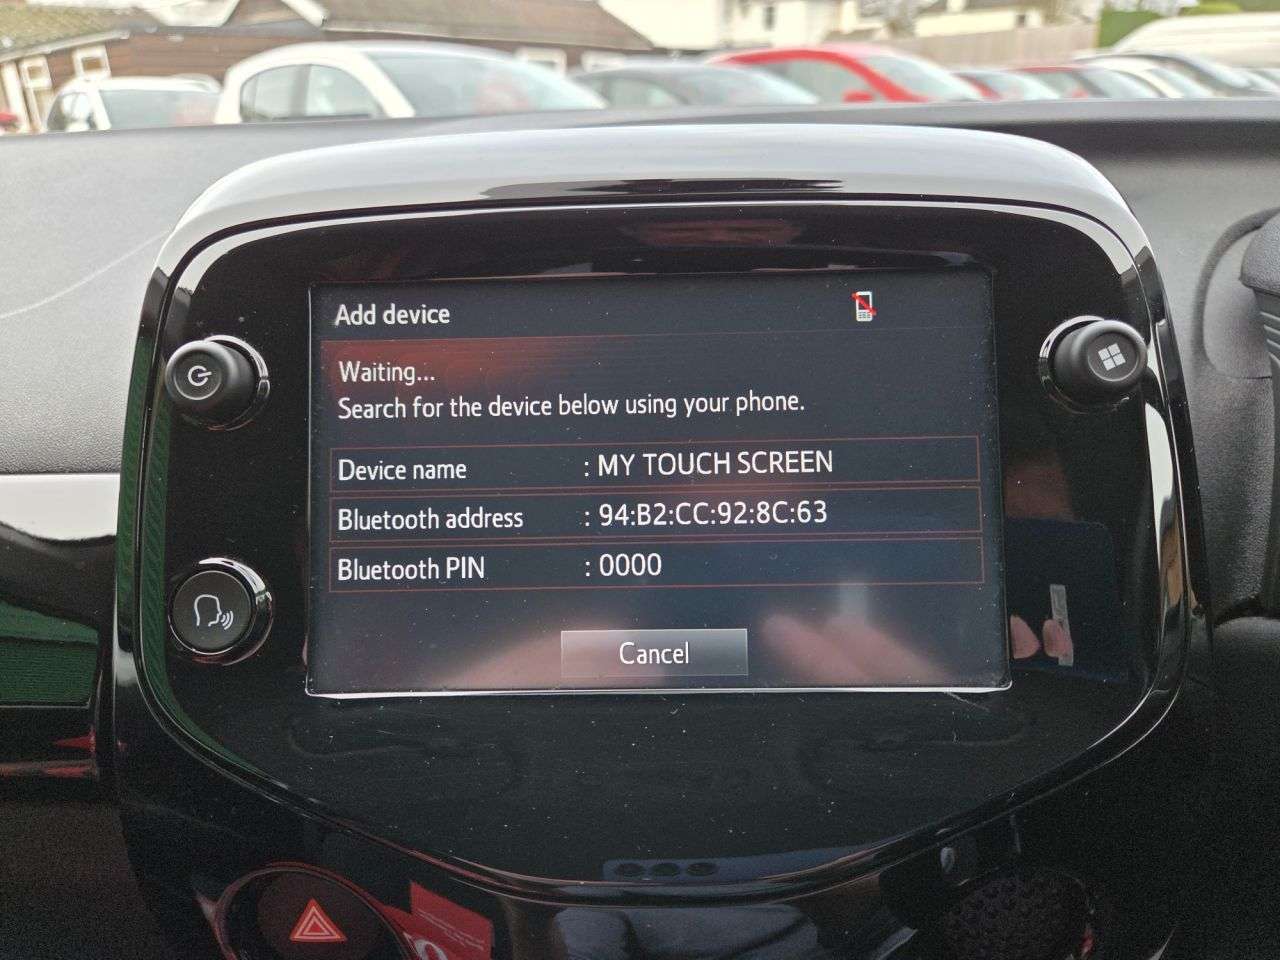 Add device
Waiting...
Search for the device below using your phone.
Device name : MY TOUCH SCREEN
Bluetooth address : 94:B2:CC:92:8C:63
Bluetooth PIN : 0000
Cancel